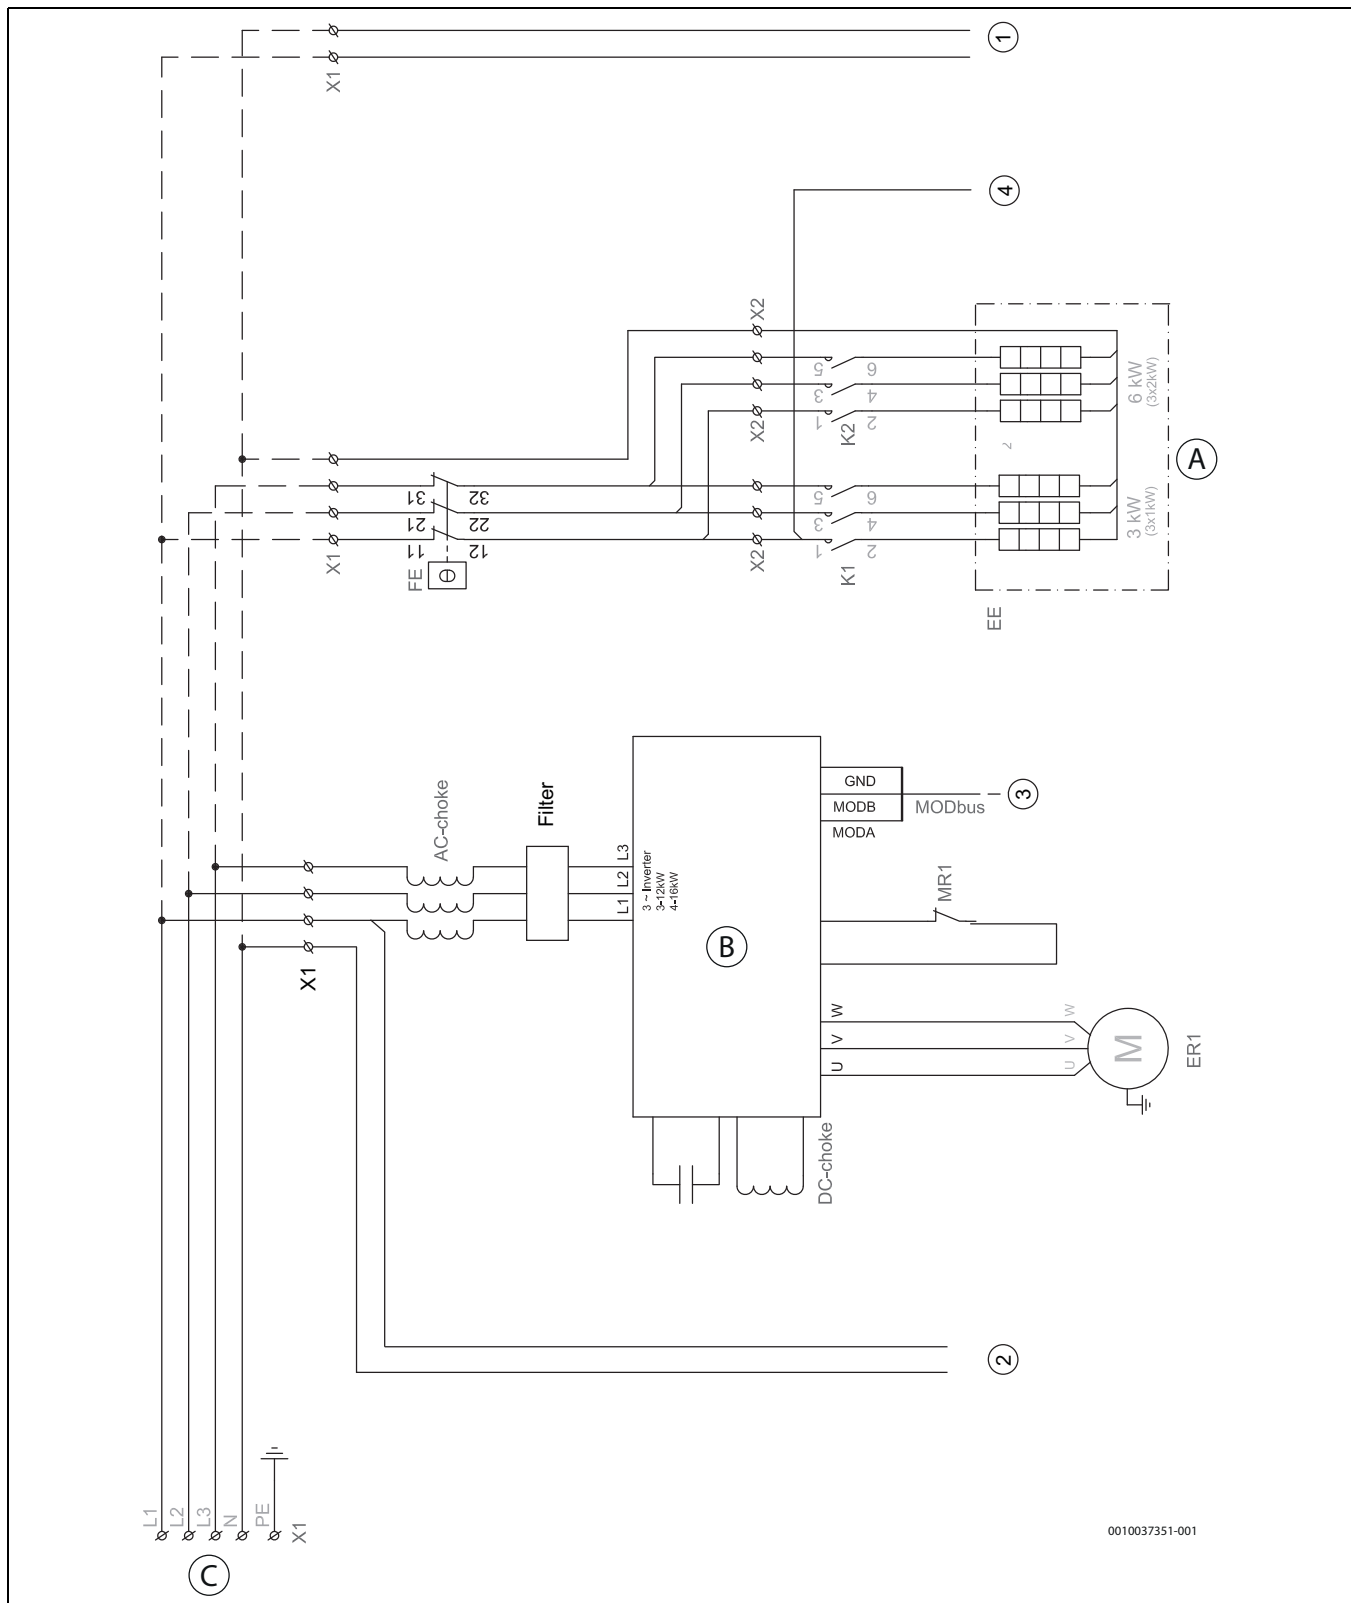 1
X1
4
X2
5 6
3 4
1 2
X2
K2
6 kW
(3x2kW)
2
A
31 32
21 22
11 12
X1
FE
θ
5 6
3 4
1 2
X2
K1
3 kW
(3x1kW)
EE
AC-choke
Filter
L3
L2
L1
3 ~ Inverter
3-12kW
4-16kW
GND
MODB
MODA
MODbus
3
MR1
B
X1
W
V
U
W
V
U
M
ER1
DC-choke
2
L1
L2
L3
N
PE
X1
C
0010037351-001